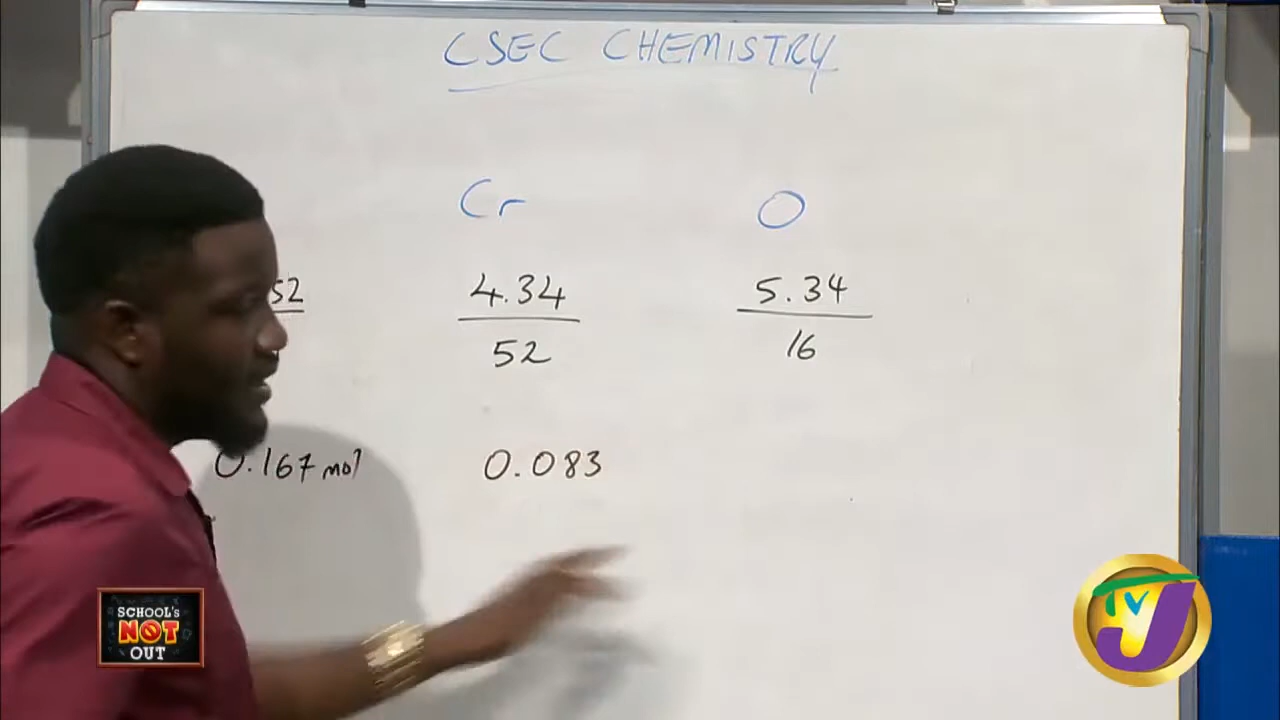 CSEC CHEMISTRY
Cr O
52 4.34 5.34
52 16
0.167 mol 0.083
SCHOOL'S
NOT
OUT
TVJ